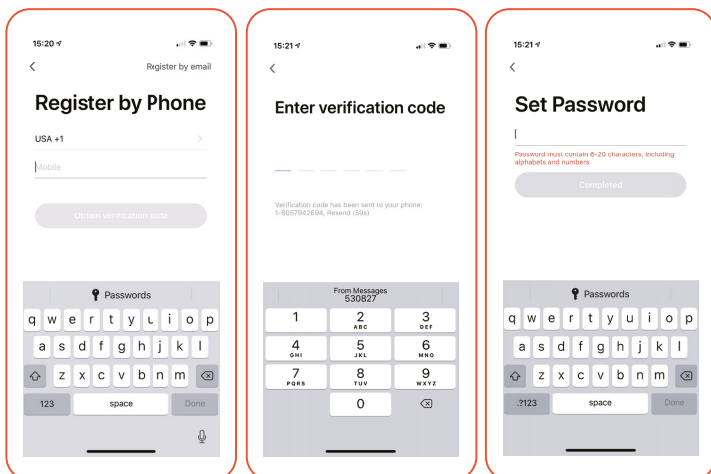 15:20
Register by email
Register by Phone
USA +1
Mobile
Obtain verification code
Passwords
q w e r t y u i o p
a s d f g h j k l
z x c v b n m
123 space Done
15:21
Enter verification code
Verification code has been sent to your phone:
1-8057942694, Resend (59s)
From Messages
530827
1 2 3
ABC DEF
4 5 6
GHI JKL MNO
7 8 9
PQRS TUV WXYZ
0
15:21
Set Password
Password must contain 6-20 characters, including
alphabets and numbers
Completed
Passwords
q w e r t y u i o p
a s d f g h j k l
z x c v b n m
.?123 space Done